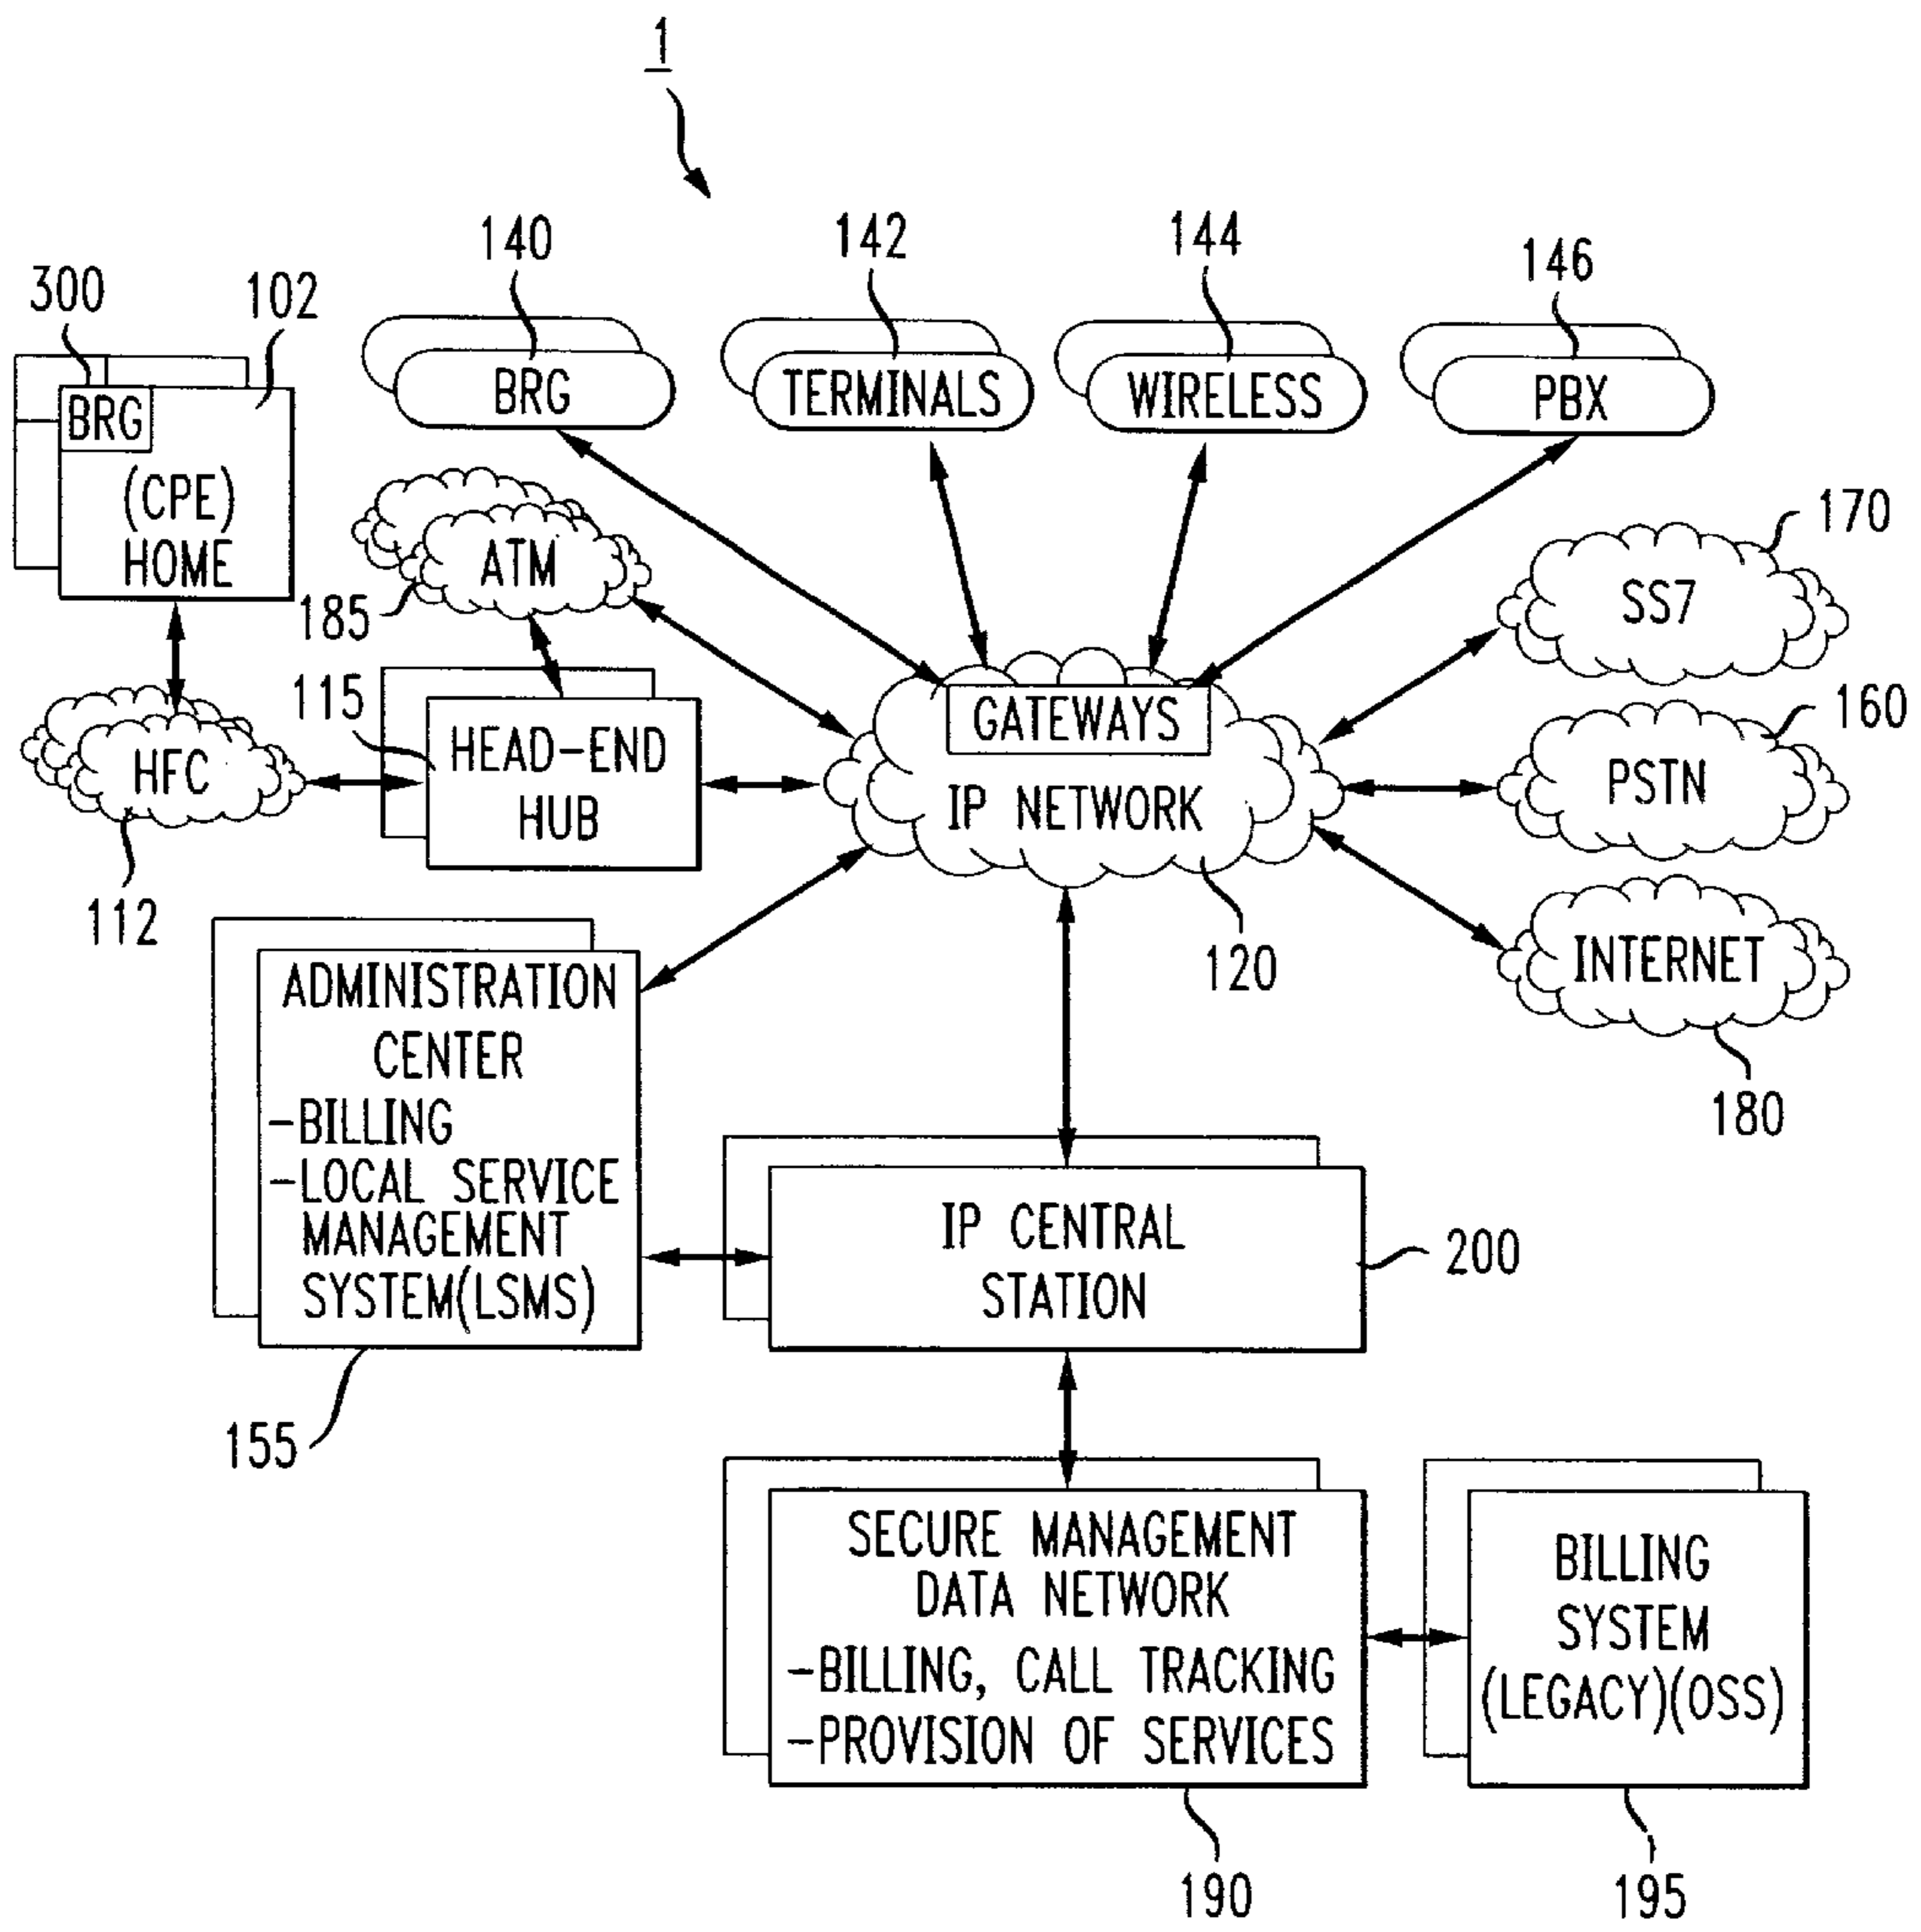 1
140
142
144
146
300
102
BRG
TERMINALS
WIRELESS
PBX
BRG
(CPE)
HOME
ATM
185
170
SS7
115
HEAD-END
HUB
GATEWAYS
IP NETWORK
160
PSTN
HFC
112
120
INTERNET
180
ADMINISTRATION
CENTER
-BILLING
-LOCAL SERVICE
MANAGEMENT
SYSTEM(LSMS)
155
IP CENTRAL
STATION
200
SECURE MANAGEMENT
DATA NETWORK
-BILLING, CALL TRACKING
-PROVISION OF SERVICES
190
BILLING
SYSTEM
(LEGACY)(OSS)
195